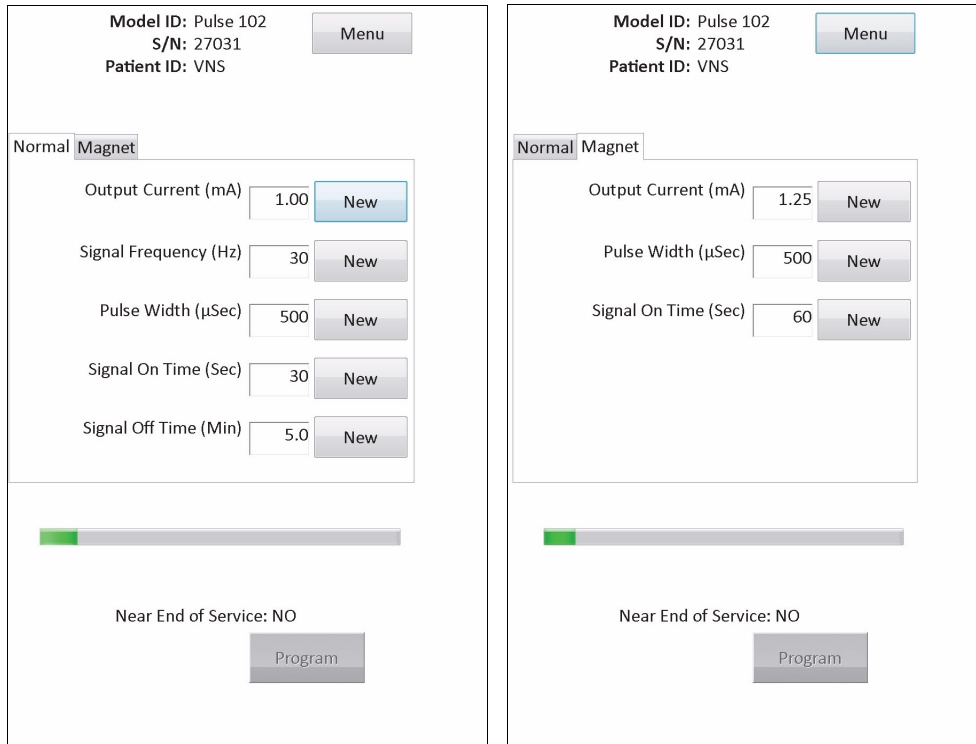 Model ID: Pulse 102
S/N: 27031
Patient ID: VNS
Menu
Normal Magnet
Output Current (mA) 1.00 New
Signal Frequency (Hz) 30 New
Pulse Width (µSec) 500 New
Signal On Time (Sec) 30 New
Signal Off Time (Min) 5.0 New
Near End of Service: NO
Program
Model ID: Pulse 102
S/N: 27031
Patient ID: VNS
Menu
Normal Magnet
Output Current (mA) 1.25 New
Pulse Width (µSec) 500 New
Signal On Time (Sec) 60 New
Near End of Service: NO
Program